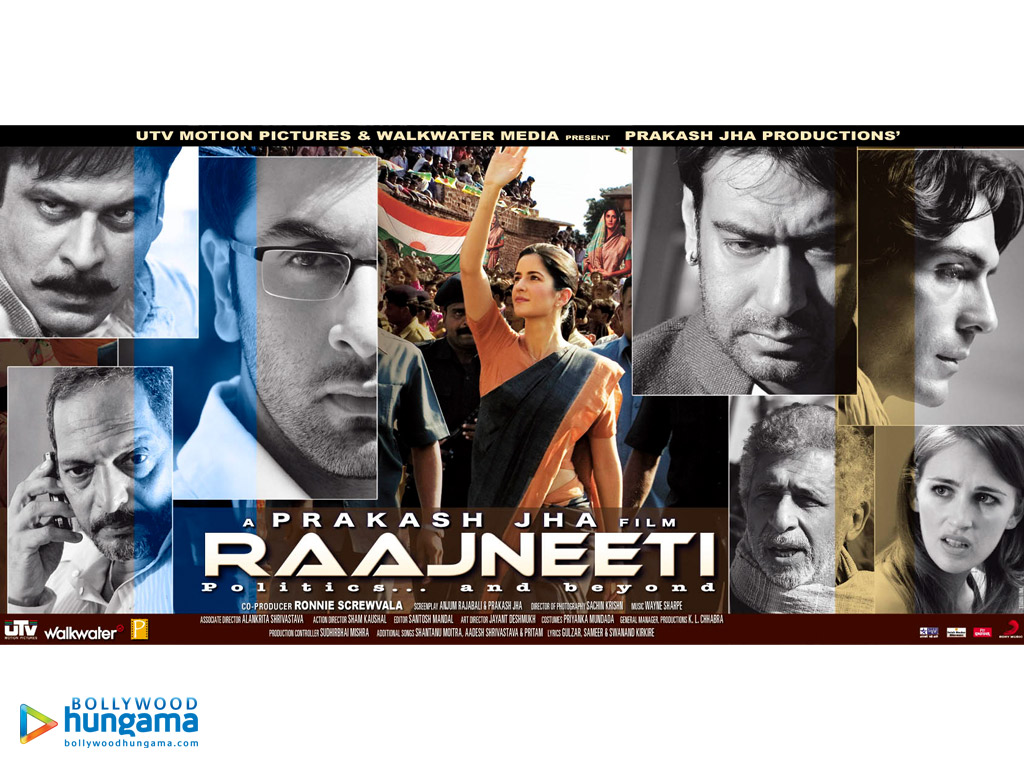 UTV MOTION PICTURES & WALKWATER MEDIA PRESENT PRAKASH JHA PRODUCTIONS’
A PRAKASH JHA FILM
RAAJNEETI
Politics... and beyond
CO-PRODUCER RONNIE SCREWVALA SCREENPLAY ANJUM RAJABALI & PRAKASH JHA DIRECTOR OF PHOTOGRAPHY SACHIN KRISHN MUSIC WAYNE SHARPE
ASSOCIATE DIRECTOR ALANKRITA SHRIVASTAVA ACTION DIRECTOR SHAM KAUSHAL EDITOR SANTOSH MANDAL ART DIRECTOR JAYANT DESHMUKH COSTUMES PRIYANKA MUNDADA GENERAL MANAGER, PRODUCTIONS K. L. CHHABRA
PRODUCTION CONTROLLER SUDHIRBHAI MISHRA ADDITIONAL SONGS SHANTANU MOITRA, AADESH SHRIVASTAVA & PRITAM LYRICS GULZAR, SAMEER & SWANAND KIRKIRE
UTV
MOTION PICTURES
walkwater
P
SONY MUSIC
BOLLYWOOD
hungama
bollywoodhungama.com